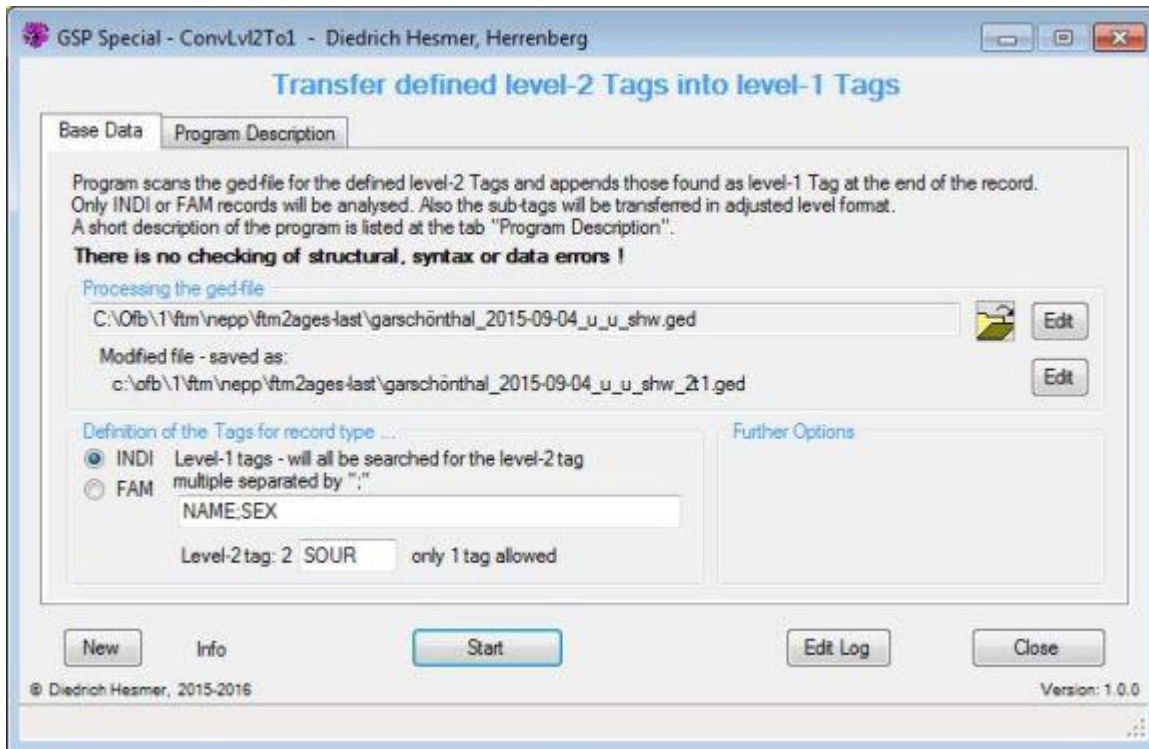 GSP Special - ConvLvl2To1 - Diedrich Hesmer, Herrenberg
Transfer defined level-2 Tags into level-1 Tags
Base Data
Program Description
Program scans the ged-file for the defined level-2 Tags and appends those found as level-1 Tag at the end of the record.
Only INDI or FAM records will be analysed. Also the sub-tags will be transferred in adjusted level format.
A short description of the program is listed at the tab "Program Description".
There is no checking of structural, syntax or data errors !
Processing the ged-file
C:\Ofb\1\ftm\nepp\ftm2ages-last\garschönthal_2015-09-04_u_u_shw.ged
Edit
Modified file - saved as:
c:\ofb\1\ftm\nepp\ftm2ages-last\garschönthal_2015-09-04_u_u_shw_2t1.ged
Edit
Definition of the Tags for record type ...
Further Options
INDI Level-1 tags - will all be searched for the level-2 tag
FAM multiple separated by ";"
NAME;SEX
Level-2 tag: 2 SOUR only 1 tag allowed
New Info Start Edit Log Close
© Diedrich Hesmer, 2015-2016 Version: 1.0.0